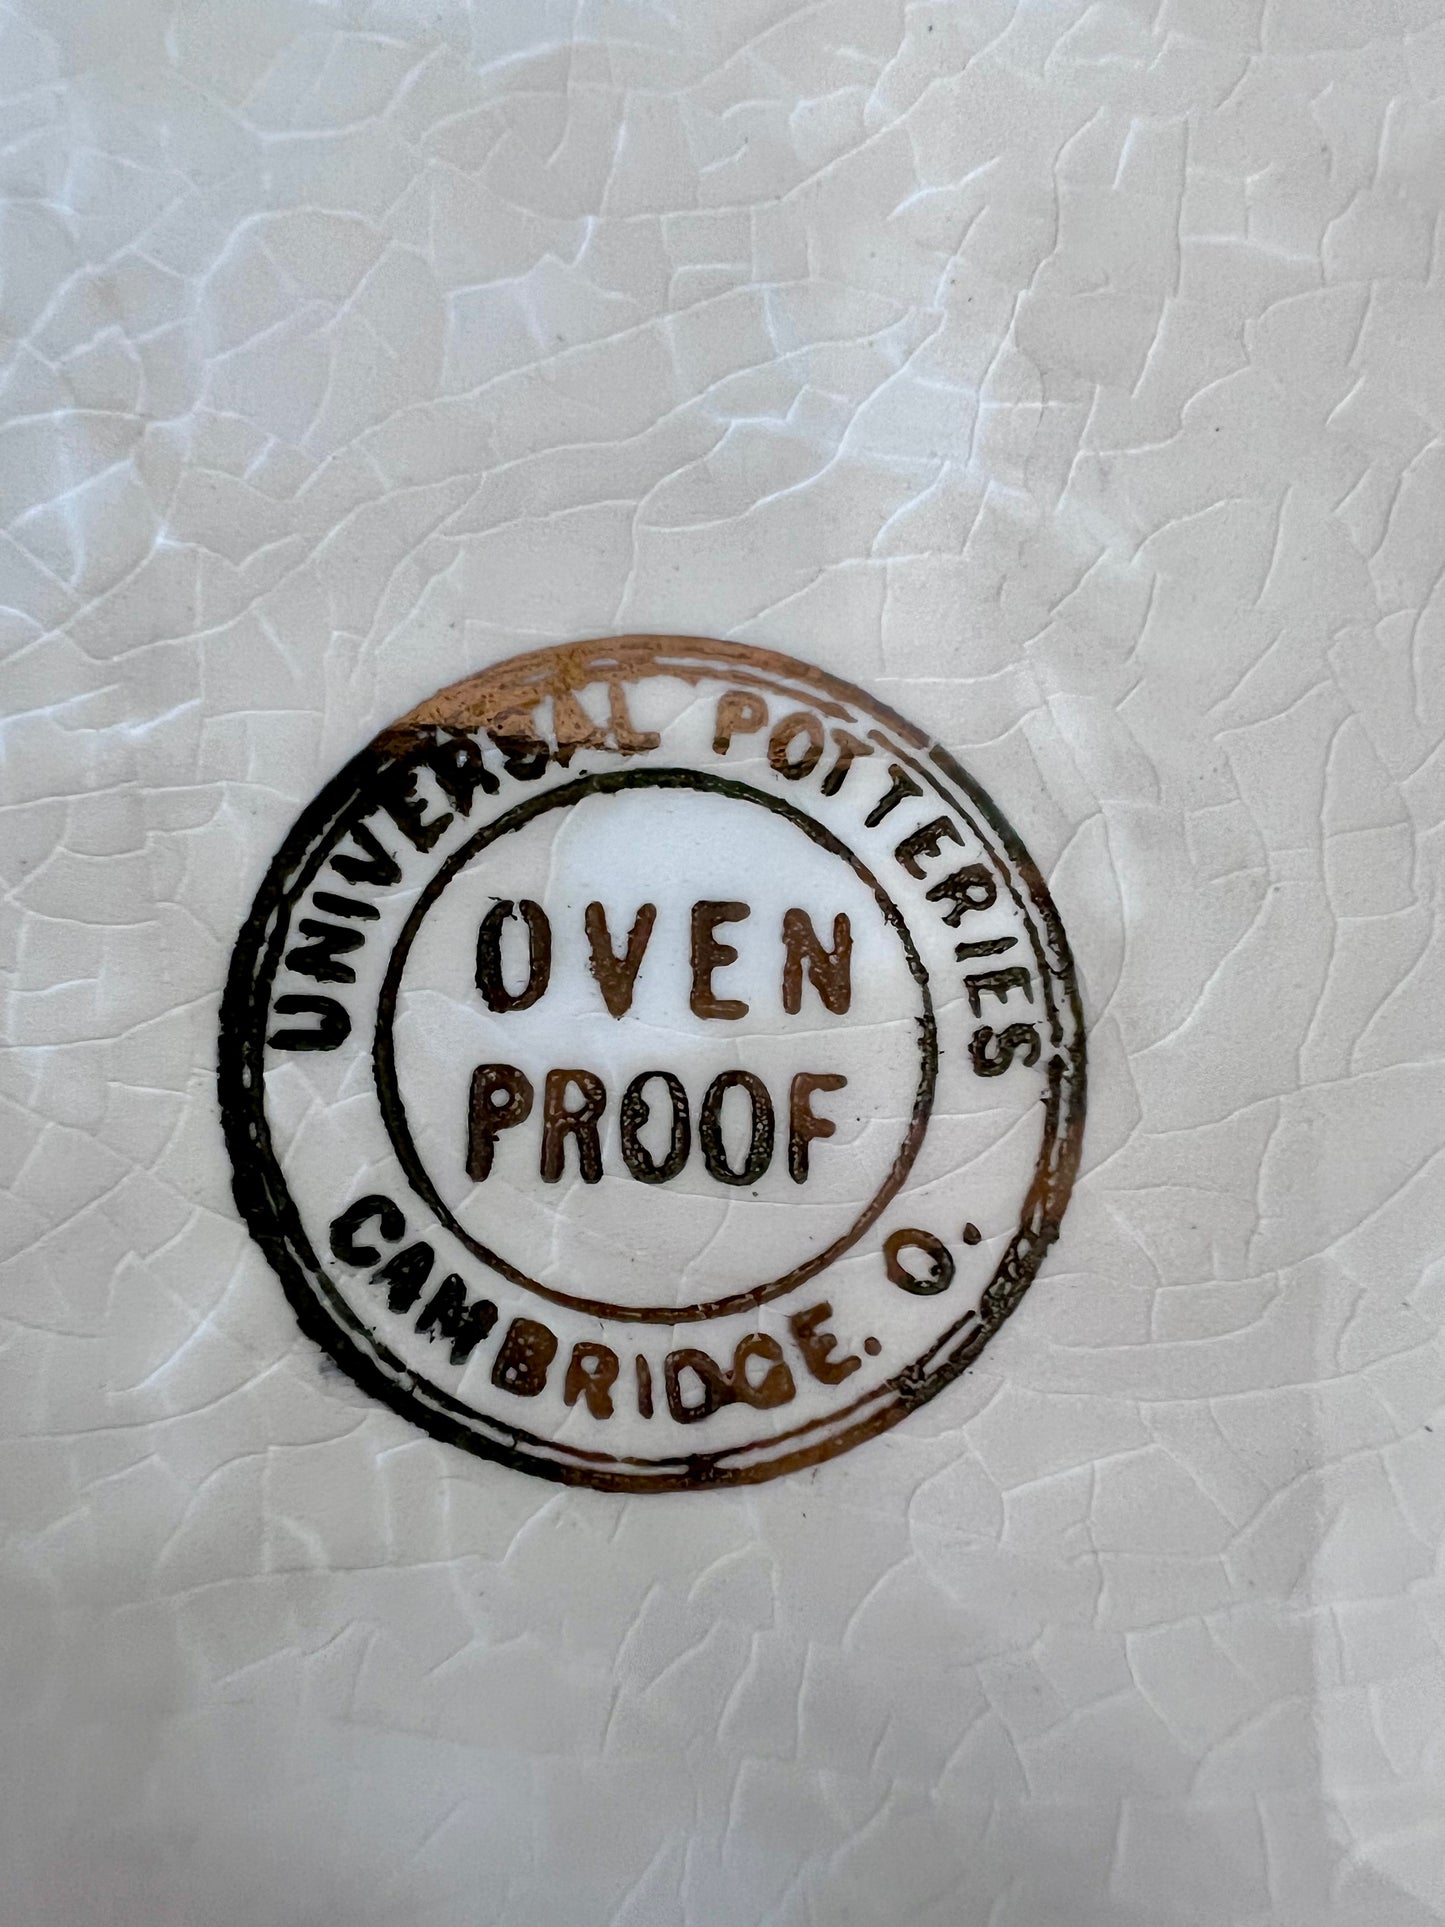 UNIVERSAL POTTERIES
OVEN
PROOF
CAMBRIDGE. O.